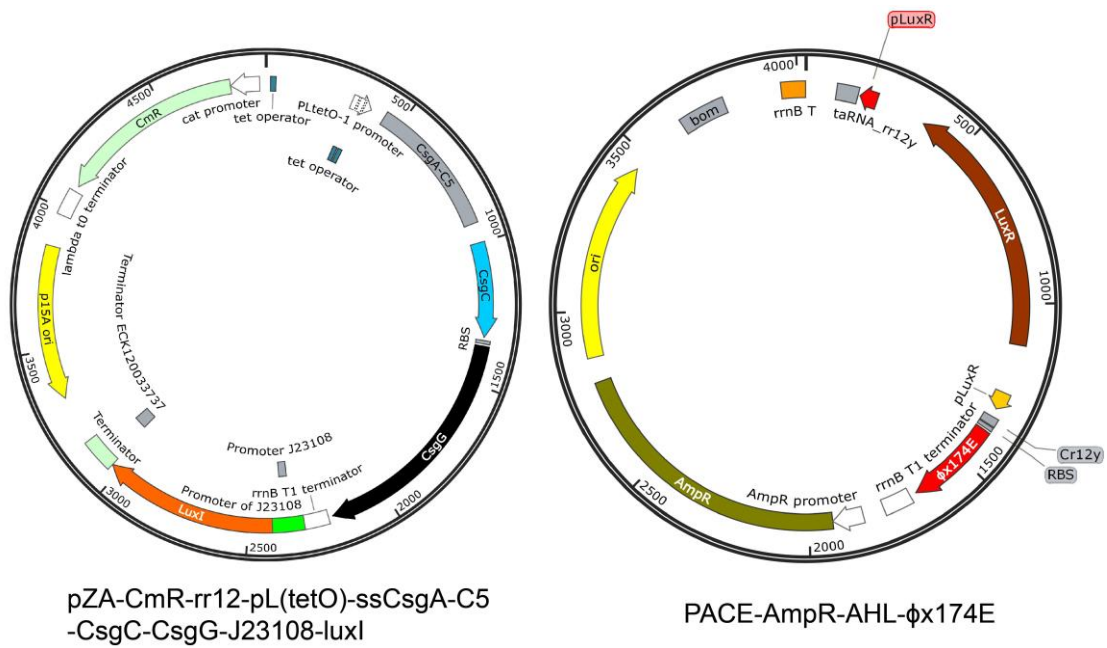 4500
CmR
cat promoter
tet operator
PLtetO-1 promoter
500
CsgA-C5
tet operator
1000
CsgC
RBS
1500
CsgG
2000
rrnB T1 terminator
Promoter J23108
Promoter of J23108
2500
LuxI
3000
Terminator
Terminator ECK120033737
3500
p15A ori
4000
lambda t0 terminator
pZA-CmR-rr12-pL(tetO)-ssCsgA-C5
-CsgC-CsgG-J23108-luxI
pLuxR
4000
rrnB T
taRNA_rr12y
bom
500
LuxR
1000
pLuxR
Cr12y
RBS
1500
ϕx174E
rrnB T1 terminator
2000
AmpR promoter
AmpR
2500
3000
ori
3500
PACE-AmpR-AHL-ϕx174E